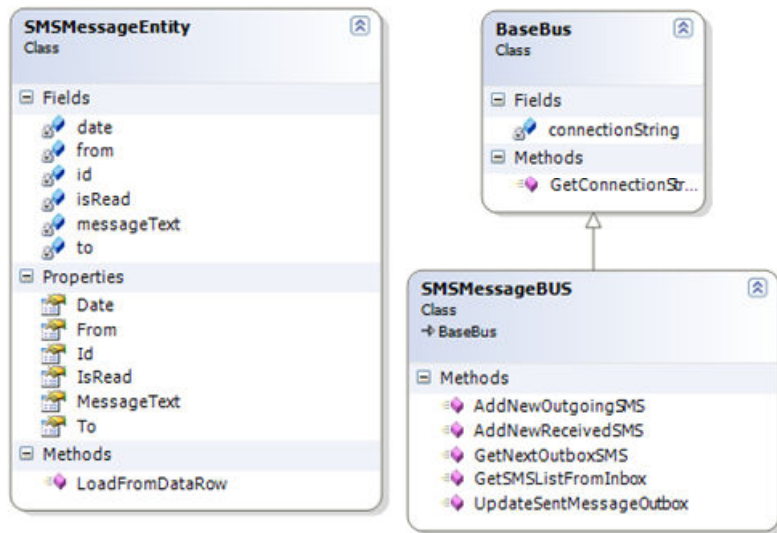 SMSMessageEntity
Class
Fields
date
from
id
isRead
messageText
to
Properties
Date
From
Id
IsRead
MessageText
To
Methods
LoadFromDataRow
BaseBus
Class
Fields
connectionString
Methods
GetConnectionStr...
SMSMessageBUS
Class
BaseBus
Methods
AddNewOutgoingSMS
AddNewReceivedSMS
GetNextOutboxSMS
GetSMSListFromInbox
UpdateSentMessageOutbox